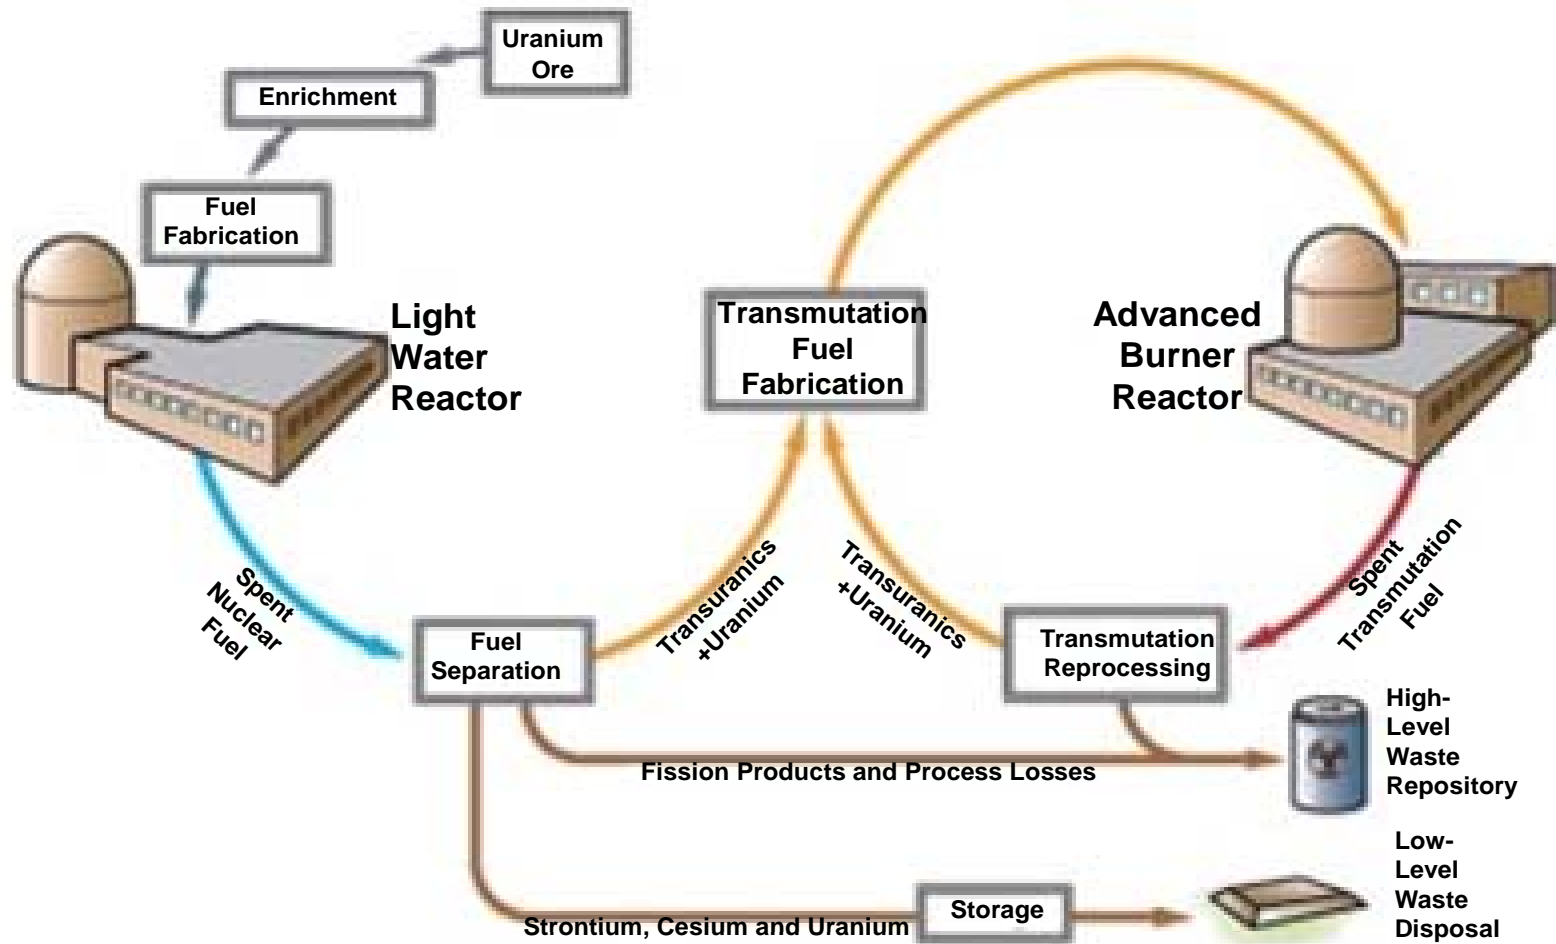 Uranium
Ore
Enrichment
Fuel
Fabrication
Light
Water
Reactor
Transmutation
Fuel
Fabrication
Advanced
Burner
Reactor
Spent
Nuclear
Fuel
Transuranics
+Uranium
Transuranics
+Uranium
Spent
Transmutation
Fuel
Fuel
Separation
Transmutation
Reprocessing
High-
Level
Waste
Repository
Fission Products and Process Losses
Low-
Level
Waste
Disposal
Storage
Strontium, Cesium and Uranium